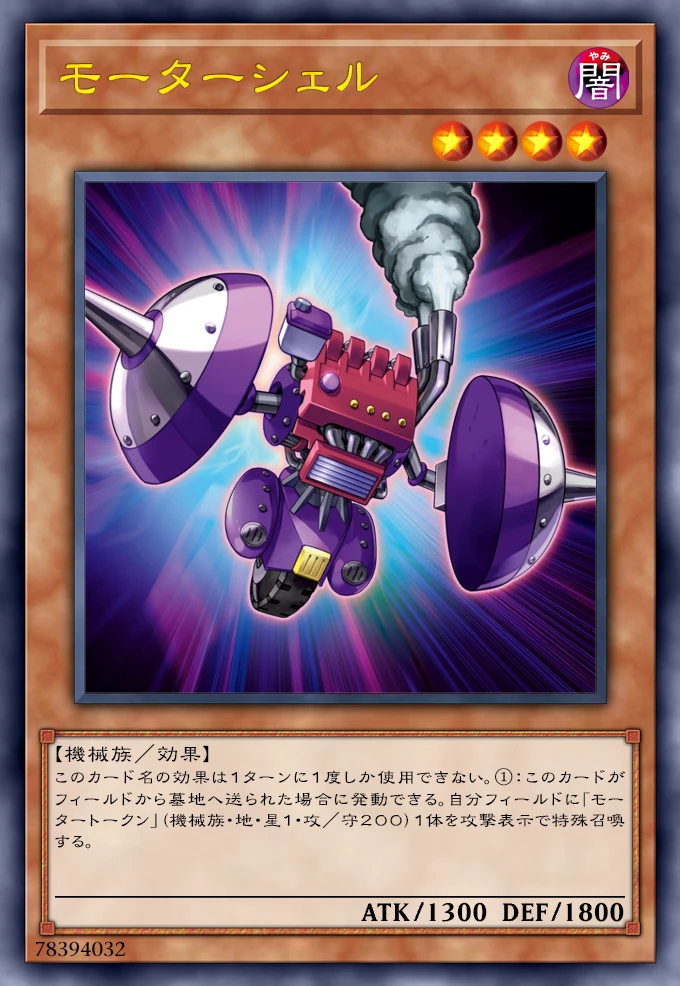 モーターシェル
やみ
闇
【機械族／効果】
このカード名の効果は１ターンに１度しか使用できない。①：このカードが
フィールドから墓地へ送られた場合に発動できる。自分フィールドに「モー
タートークン」（機械族・地・星１・攻／守２００）１体を攻撃表示で特殊召喚
する。
ATK/1300 DEF/1800
78394032